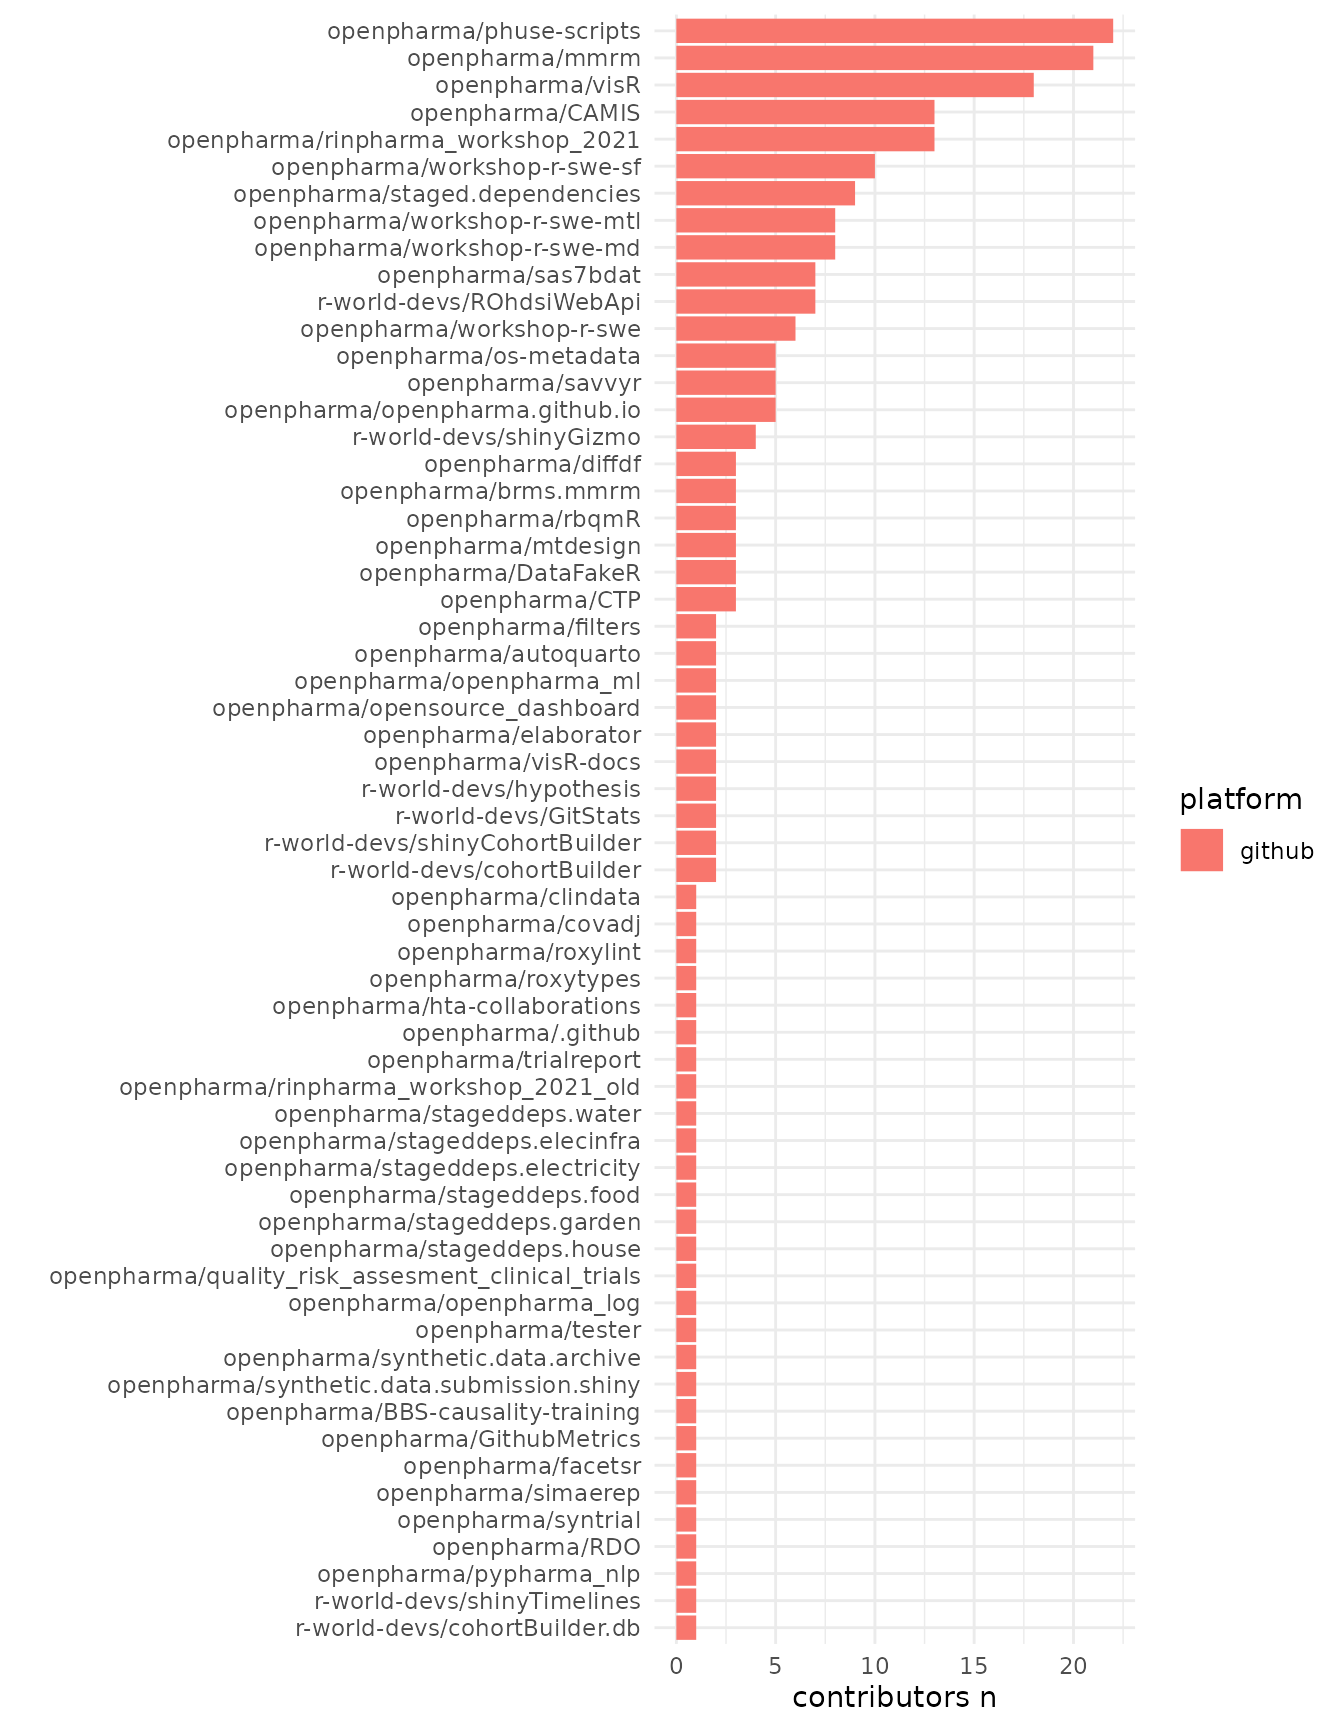 openpharma/phuse-scripts
openpharma/mmrm
openpharma/visR
openpharma/CAMIS
openpharma/rinpharma_workshop_2021
openpharma/workshop-r-swe-sf
openpharma/staged.dependencies
openpharma/workshop-r-swe-mtl
openpharma/workshop-r-swe-md
openpharma/sas7bdat
r-world-devs/ROhdsiWebApi
openpharma/workshop-r-swe
openpharma/os-metadata
openpharma/savvyr
openpharma/openpharma.github.io
r-world-devs/shinyGizmo
openpharma/diffdf
openpharma/brms.mmrm
openpharma/rbqmR
openpharma/mtdesign
openpharma/DataFakeR
openpharma/CTP
openpharma/filters
openpharma/autoquarto
openpharma/openpharma_ml
openpharma/opensource_dashboard
openpharma/elaborator
openpharma/visR-docs
r-world-devs/hypothesis
r-world-devs/GitStats
r-world-devs/shinyCohortBuilder
r-world-devs/cohortBuilder
openpharma/clindata
openpharma/covadj
openpharma/roxylint
openpharma/roxytypes
openpharma/hta-collaborations
openpharma/.github
openpharma/trialreport
openpharma/rinpharma_workshop_2021_old
openpharma/stageddeps.water
openpharma/stageddeps.elecinfra
openpharma/stageddeps.electricity
openpharma/stageddeps.food
openpharma/stageddeps.garden
openpharma/stageddeps.house
openpharma/quality_risk_assesment_clinical_trials
openpharma/openpharma_log
openpharma/tester
openpharma/synthetic.data.archive
openpharma/synthetic.data.submission.shiny
openpharma/BBS-causality-training
openpharma/GithubMetrics
openpharma/facetsr
openpharma/simaerep
openpharma/syntrial
openpharma/RDO
openpharma/pypharma_nlp
r-world-devs/shinyTimelines
r-world-devs/cohortBuilder.db
0 5 10 15 20
contributors n
platform
github